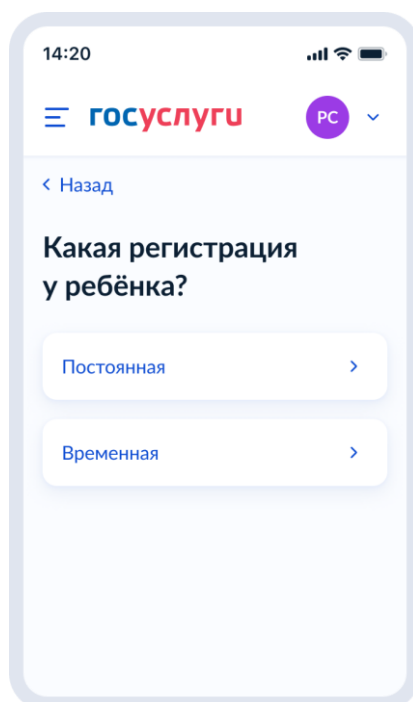 14:20
госуслуги
РС
Назад
Какая регистрация
у ребёнка?
Постоянная
Временная